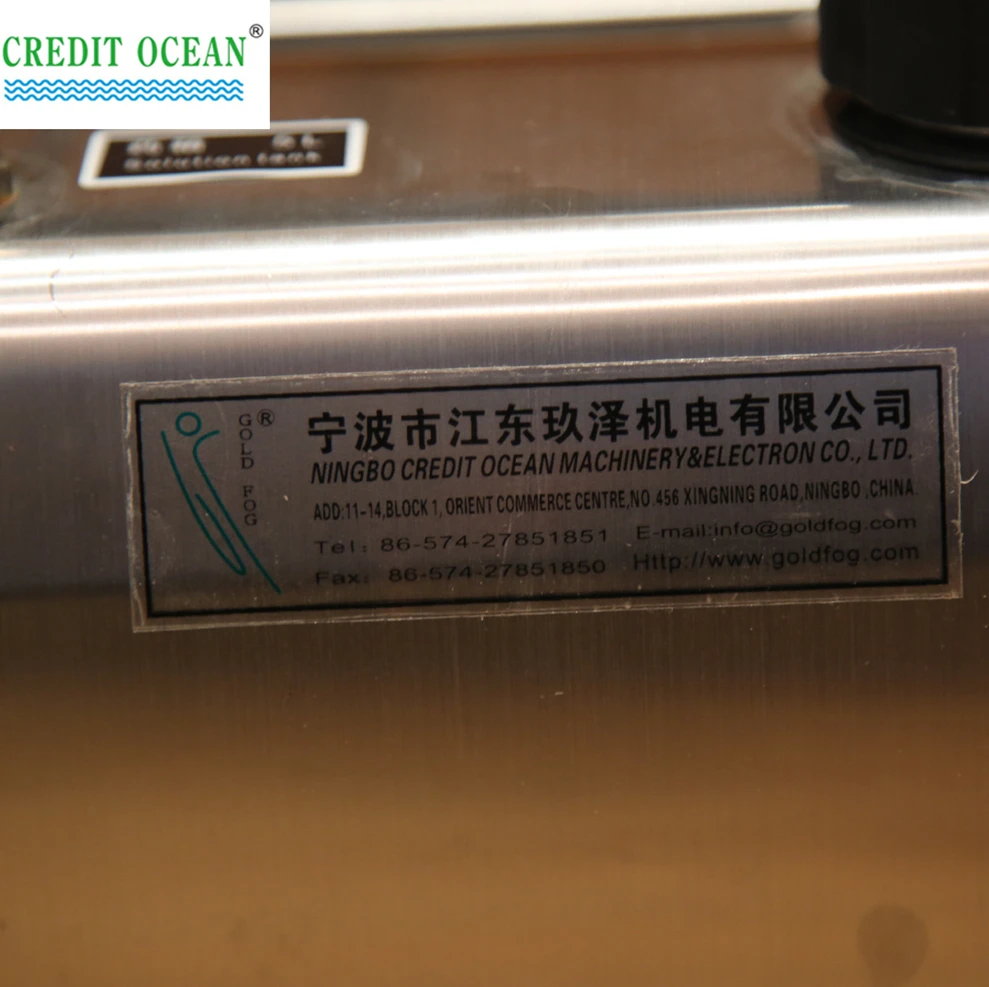 CREDIT OCEAN®
Solution tank
GOLD FOG ®
宁波市江东玖泽机电有限公司
NINGBO CREDIT OCEAN MACHINERY&ELECTRON CO., LTD.
ADD:11-14,BLOCK 1, ORIENT COMMERCE CENTRE,NO.456 XINGNING ROAD,NINGBO ,CHINA
Tel: 86-574-27851851 E-mail:info@goldfog.com
Fax: 86-574-27851850 Http://www.goldfog.com